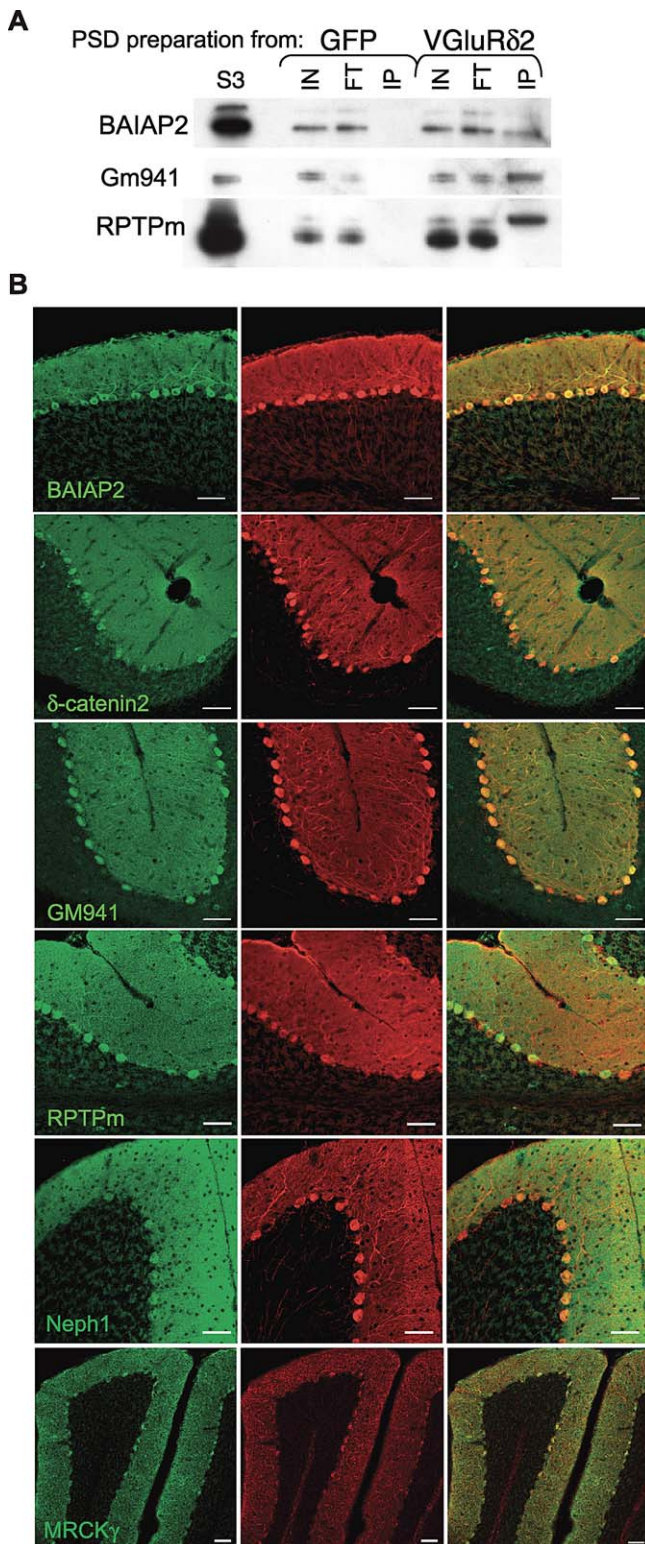 A
PSD preparation from: GFP VGluRδ2
S3 IN FT IP IN FT IP
BAIAP2
Gm941
RPTPm
B
BAIAP2
δ-catenin2
GM941
RPTPm
Neph1
MRCKγ